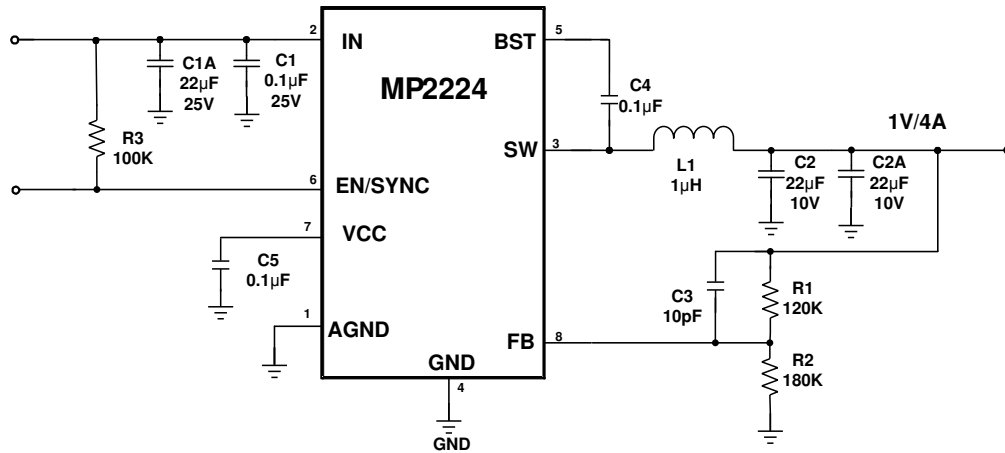 2
IN
BST
5
C1A
22µF
25V
C1
0.1µF
25V
MP2224
C4
0.1µF
R3
100K
SW
3
1V/4A
L1
1µH
C2
22µF
10V
C2A
22µF
10V
6
EN/SYNC
7
VCC
C5
0.1µF
C3
10pF
R1
120K
1
AGND
FB
8
GND
4
R2
180K
GND